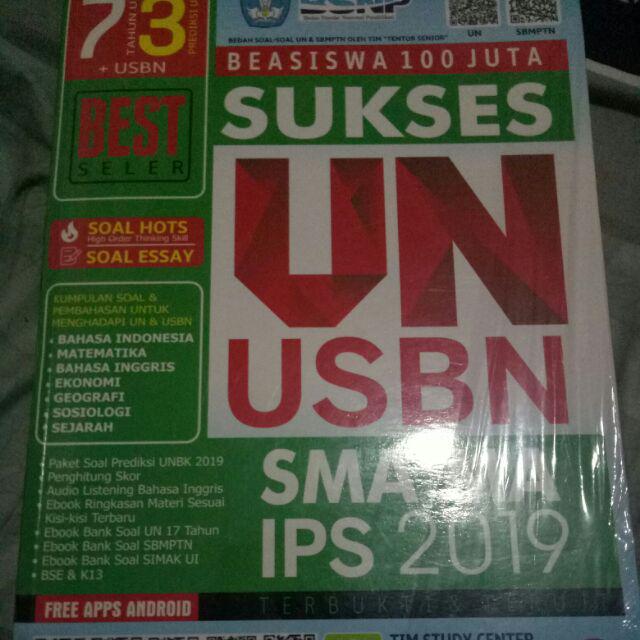 7 TAHUN 3 PREDIKSI
+ USBN
BSNP
UN SBMPTN
BEDAH SOAL-SOAL UN & SBMPTN OLEH TIM "TENTOR SENIOR"
BEASISWA 100 JUTA
SUKSES
UN
USBN
SMA MA
IPS 2019
BEST
SELER
SOAL HOTS
High Order Thinking Skill
SOAL ESSAY
KUMPULAN SOAL &
PEMBAHASAN UNTUK
MENGHADAPI UN & USBN
• BAHASA INDONESIA
• MATEMATIKA
• BAHASA INGGRIS
• EKONOMI
• GEOGRAFI
• SOSIOLOGI
• SEJARAH
• Paket Soal Prediksi UNBK 2019
• Penghitung Skor
• Audio Listening Bahasa Inggris
• Ebook Ringkasan Materi Sesuai
Kisi-kisi Terbaru
• Ebook Bank Soal UN 17 Tahun
• Ebook Bank Soal SBMPTN
• Ebook Bank Soal SIMAK UI
• BSE & K13
FREE APPS ANDROID
TIM STUDY CENTER